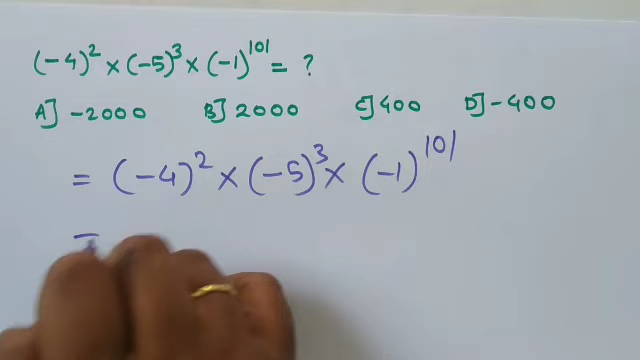 (-4)² × (-5)³ × (-1)¹⁰¹ = ?
A] -2000 B] 2000 C] 400 D] -400
= (-4)² × (-5)³ × (-1)¹⁰¹
=